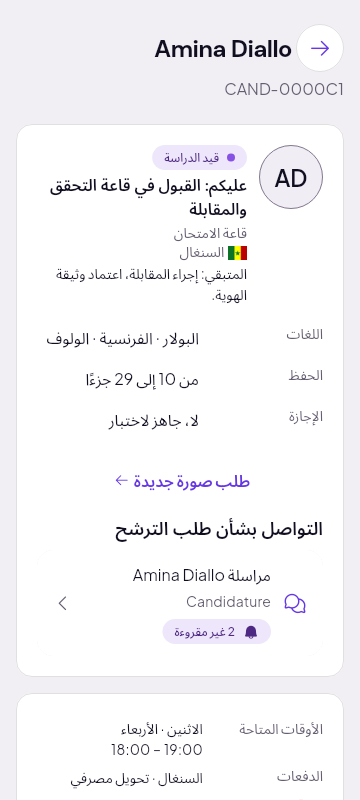 Amina Diallo
CAND-0000C1
AD
قيد الدراسة
عليكم: القبول في قاعة التحقق
والمقابلة
قاعة الامتحان
السنغال
المتبقي: إجراء المقابلة، اعتماد وثيقة
الهوية.
اللغات
البولار · الفرنسية · الولوف
الحفظ
من 10 إلى 29 جزءًا
الإجازة
لا، جاهز لاختبار
طلب صورة جديدة ←
التواصل بشأن طلب الترشح
مراسلة Amina Diallo
Candidature
2 غير مقروءة
الأوقات المتاحة
الاثنين · الأربعاء
18:00 – 19:00
الدفعات
السنغال · تحويل مصرفي